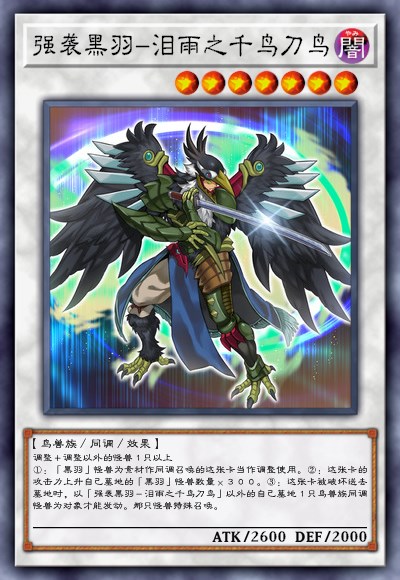 强袭黑羽-泪雨之千鸟刀鸟
闇
やみ
【鸟兽族/同调/效果】
调整+调整以外的怪兽1只以上
①:「黑羽」怪兽为素材作同调召唤的这张卡当作调整使用。②:这张卡的
攻击力上升自己墓地的「黑羽」怪兽数量×300。③:这张卡被破坏送去
墓地时,以「强袭黑羽-泪雨之千鸟刀鸟」以外的自己墓地1只鸟兽族同调
怪兽为对象才能发动。那只怪兽特殊召唤。
ATK/2600 DEF/2000